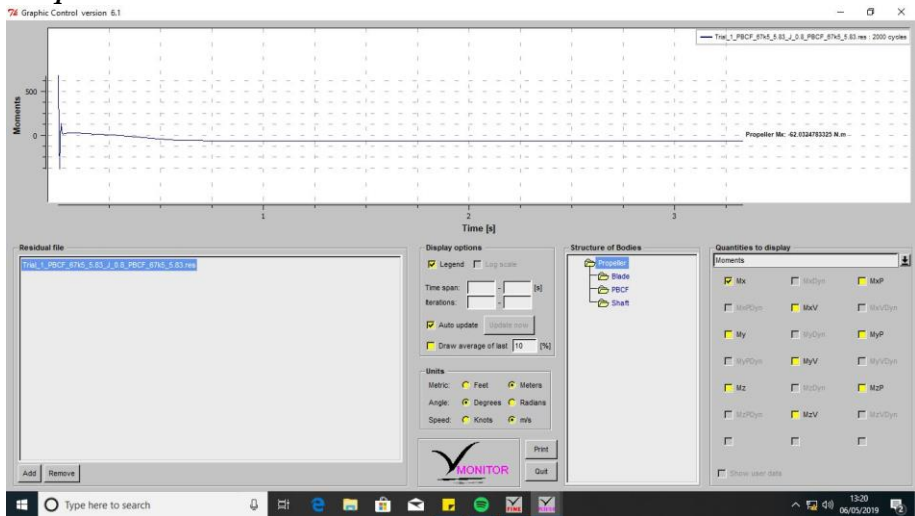 Graphic Control version 6.1
Trial_1_PBCF_67k5_5.83_J_0.8_PBCF_67k5_5.83.res : 2000 cycles
500
0
Moments
Propeller Mx: -62.0324783325 N.m
1
2
3
Time [s]
Residual file
Trial_1_PBCF_67k5_5.83_J_0.8_PBCF_67k5_5.83.res
Add Remove
Display options
Legend Log scale
Time span: - [s]
Iterations: -
Auto update Update now
Draw average of last 10 [%]
Units
Metric: Feet Meters
Angle: Degrees Radians
Speed: Knots m/s
MONITOR
Print
Quit
Structure of Bodies
Propeller
Blade
PBCF
Shaft
Quantities to display
Moments
Mx MxDyn MxP
MxPDyn MxV MxVDyn
My MyDyn MyP
MyPDyn MyV MyVDyn
Mz MzDyn MzP
MzPDyn MzV MzVDyn
Show user data
Type here to search
13:20
06/05/2019